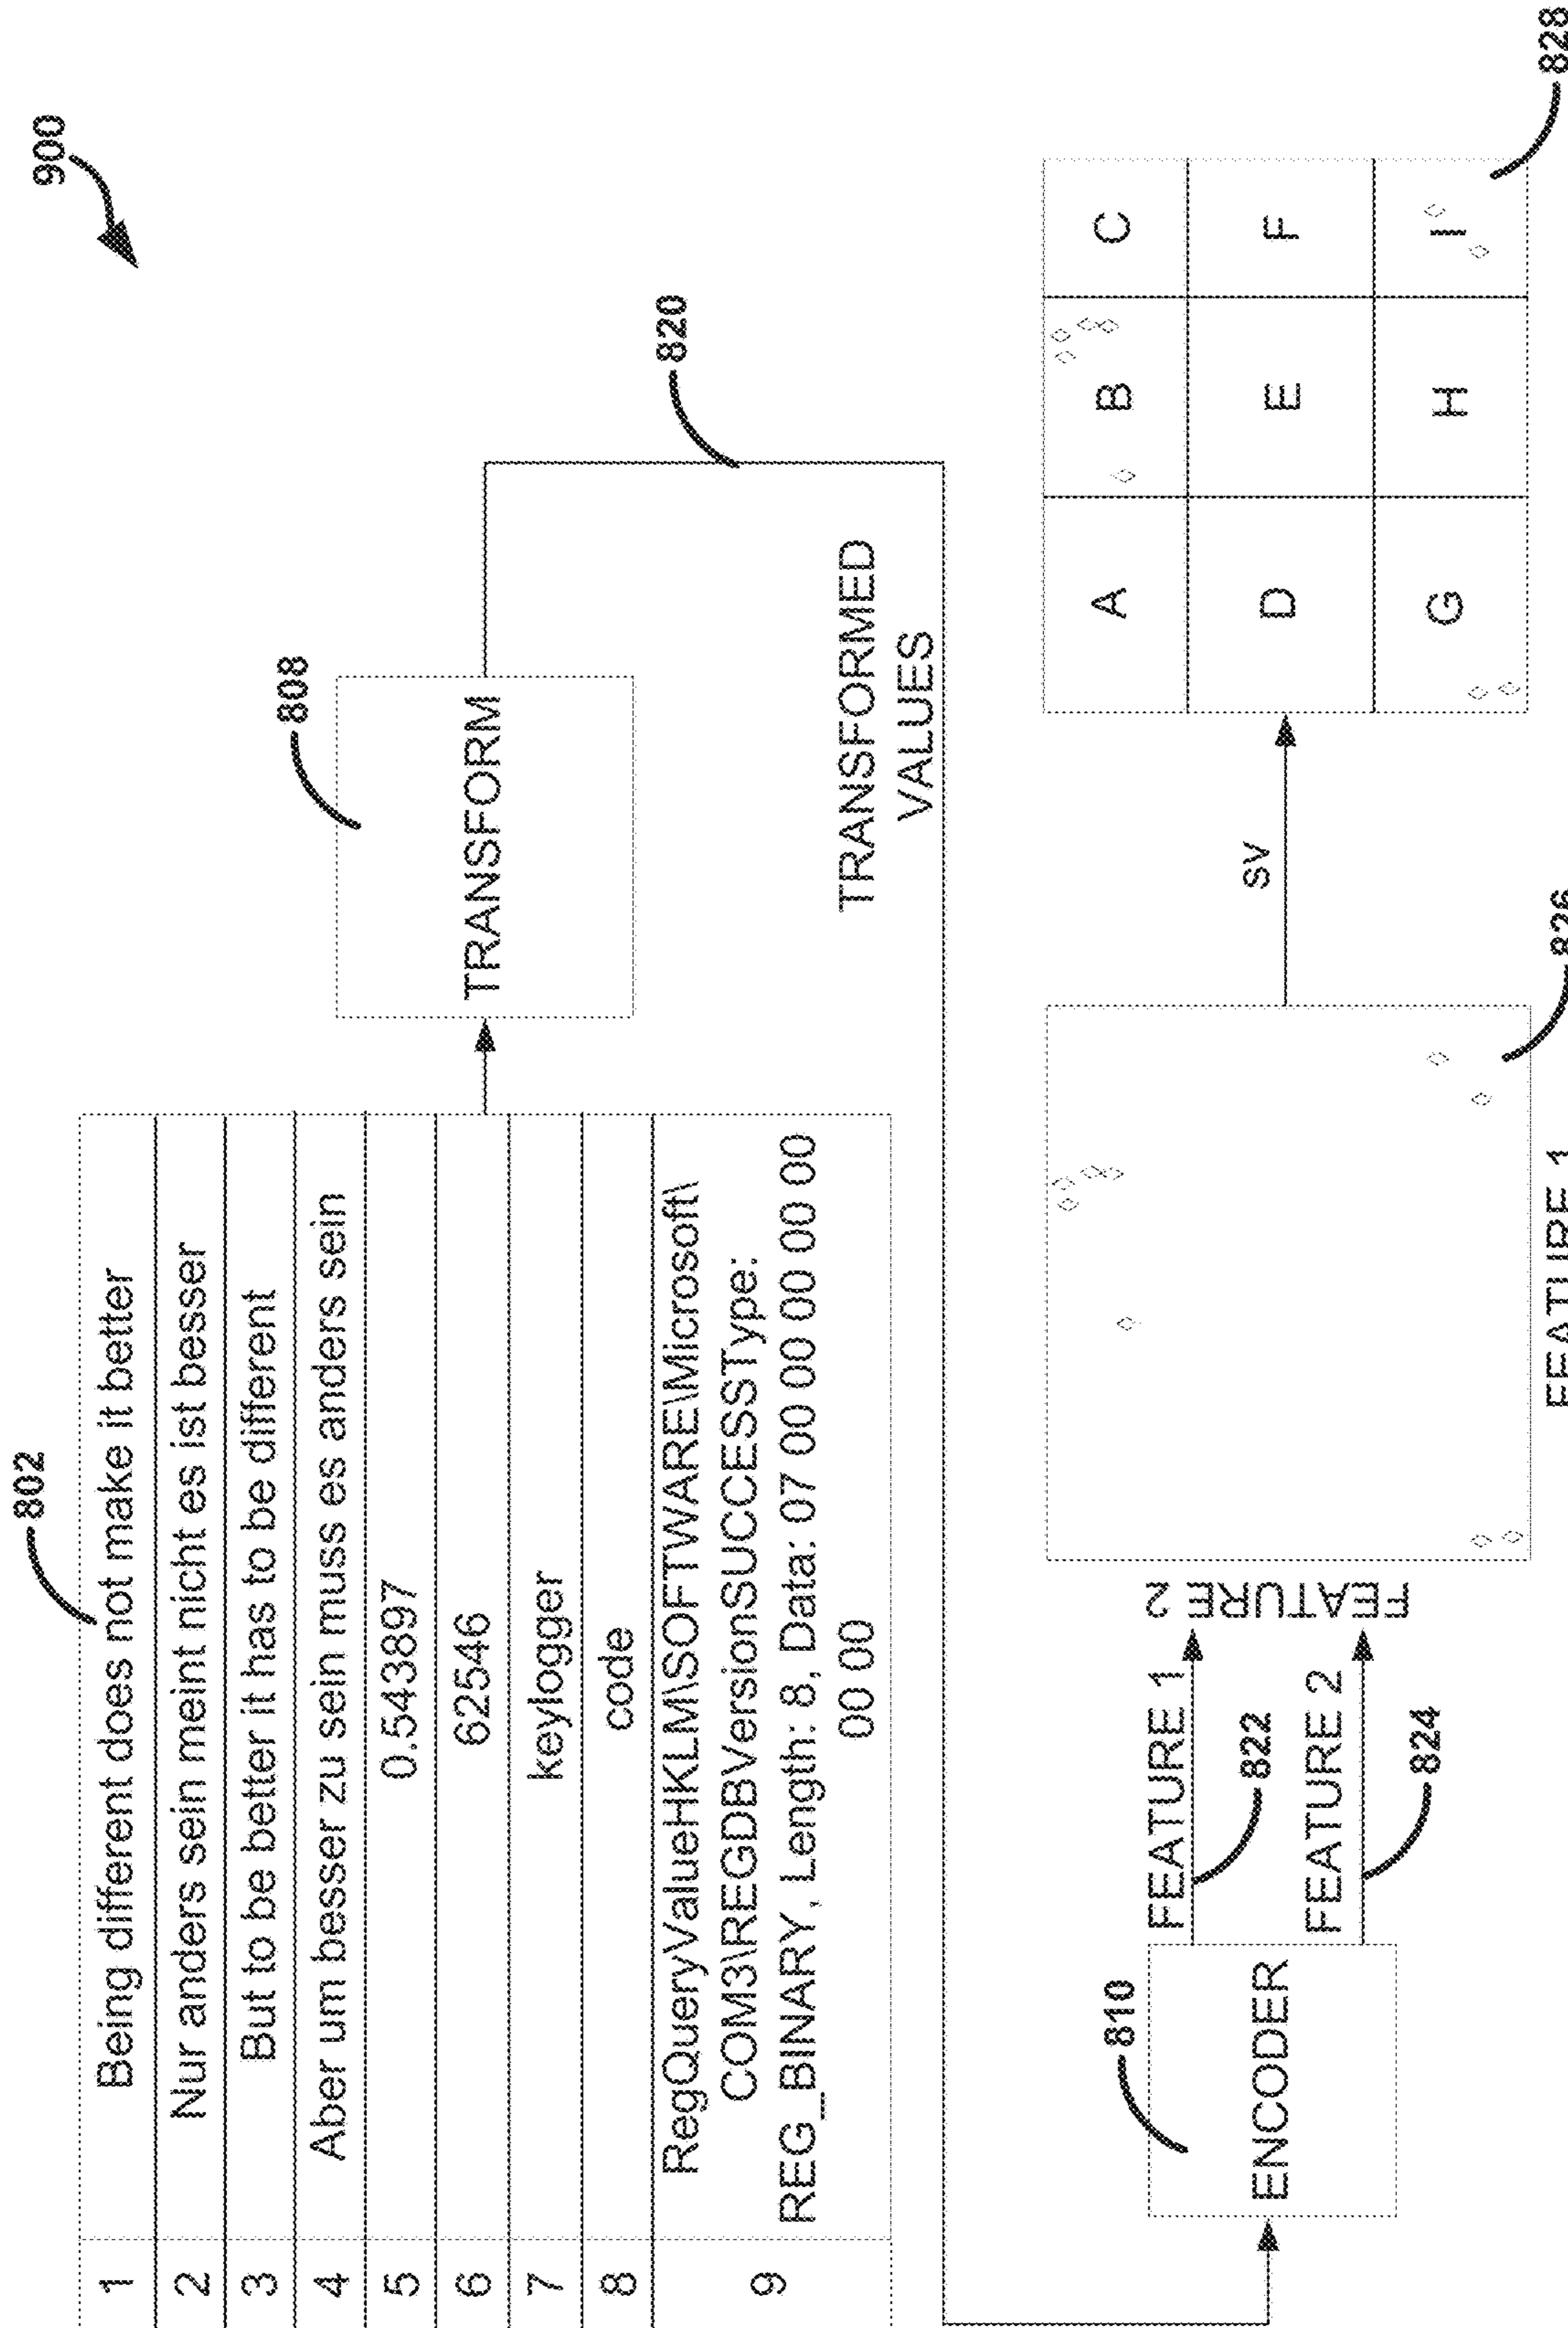 900
802
1 Being different does not make it better
2 Nur anders sein meint nicht es ist besser
3 But to be better it has to be different
4 Aber um besser zu sein muss es anders sein
5 0.543897
6 62546
7 keylogger
8 code
9 RegQueryValueHKLM\SOFTWARE\Microsoft\
COM3\REGDBVersionSUCCESSType:
REG_BINARY, Length: 8, Data: 07 00 00 00 00 00
00 00
808
TRANSFORM
820
TRANSFORMED
VALUES
810
ENCODER
FEATURE 1
822
FEATURE 2
824
FEATURE 2
FEATURE 1
826
SV
A B C
D E F
G H I
828